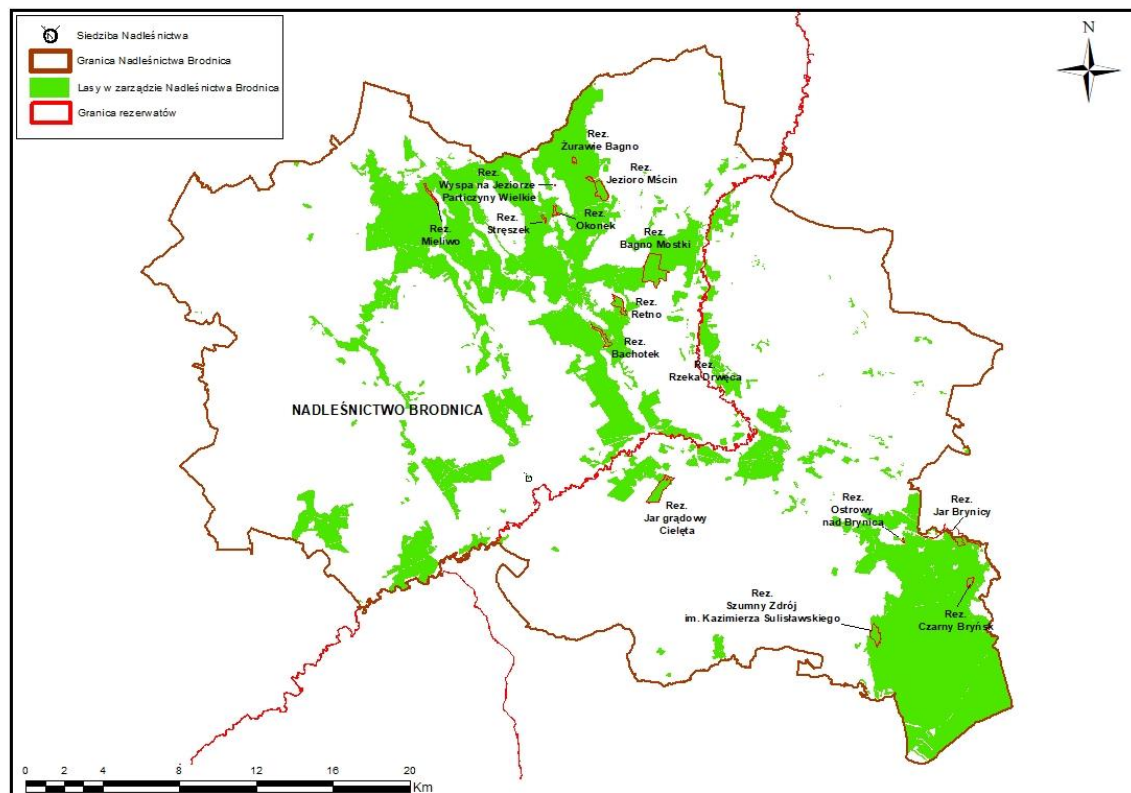 Siedziba Nadleśnictwa
Granica Nadleśnictwa Brodnica
Lasy w zarządzie Nadleśnictwa Brodnica
Granica rezerwatów
N
Rez.
Żurawie Bagno
Rez.
Wyspa na Jeziorze
Partięczyny Wielkie
Rez.
Jezioro Mścin
Rez.
Stręszek
Rez.
Okonek
Rez.
Mieliwo
Rez.
Bagno Mostki
Rez.
Retno
Rez.
Bachotek
Rez.
Rzeka Drwęca
NADLEŚNICTWO BRODNICA
Rez.
Jar grądowy
Cielęta
Rez.
Ostrowy
nad Brynica
Rez.
Jar Brynicy
Rez.
Szumny Zdrój
im. Kazimierza Sulisławskiego
Rez.
Czarny Bryńsk
0 2 4 8 12 16 20
Km